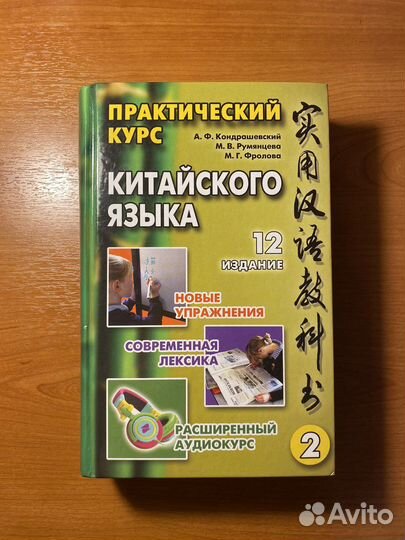 ПРАКТИЧЕСКИЙ
КУРС
А. Ф. Кондрашевский
М. В. Румянцева
М. Г. Фролова
КИТАЙСКОГО
ЯЗЫКА
12
ИЗДАНИЕ
НОВЫЕ
УПРАЖНЕНИЯ
СОВРЕМЕННАЯ
ЛЕКСИКА
РАСШИРЕННЫЙ
АУДИОКУРС
实用汉语教科书
2
Avito